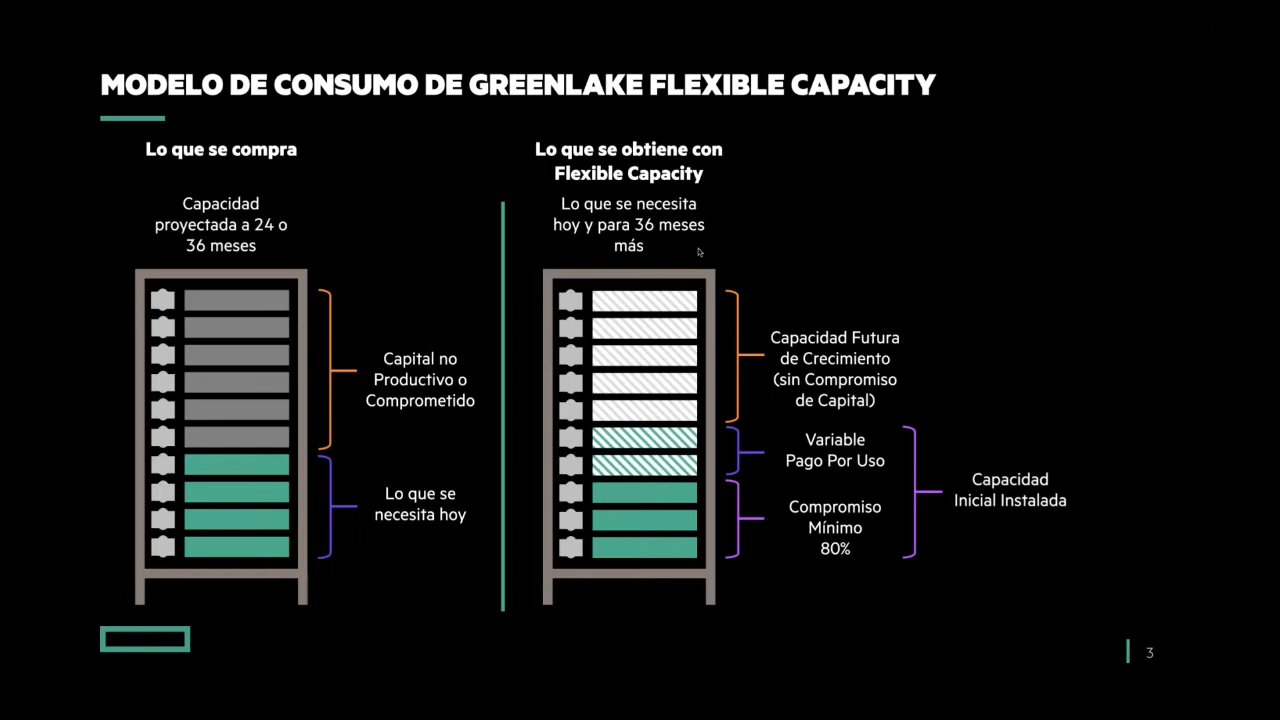 MODELO DE CONSUMO DE GREENLAKE FLEXIBLE CAPACITY
Lo que se compra
Capacidad
proyectada a 24 o
36 meses
Capital no
Productivo o
Comprometido
Lo que se
necesita hoy
Lo que se obtiene con
Flexible Capacity
Lo que se necesita
hoy y para 36 meses
más
Capacidad Futura
de Crecimiento
(sin Compromiso
de Capital)
Variable
Pago Por Uso
Compromiso
Mínimo
80%
Capacidad
Inicial Instalada
3